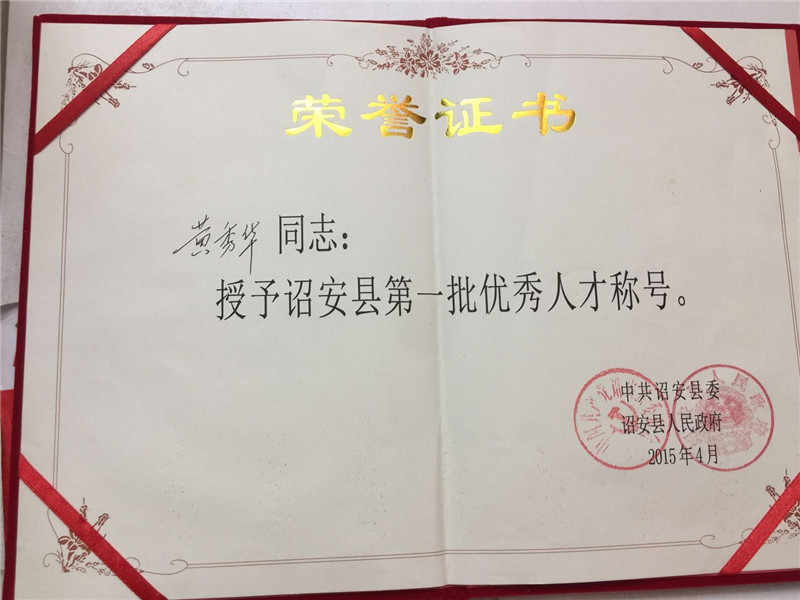 荣誉证书
黄秀华 同志：
授予诏安县第一批优秀人才称号。
中共诏安县委
诏安县人民政府
2015年4月